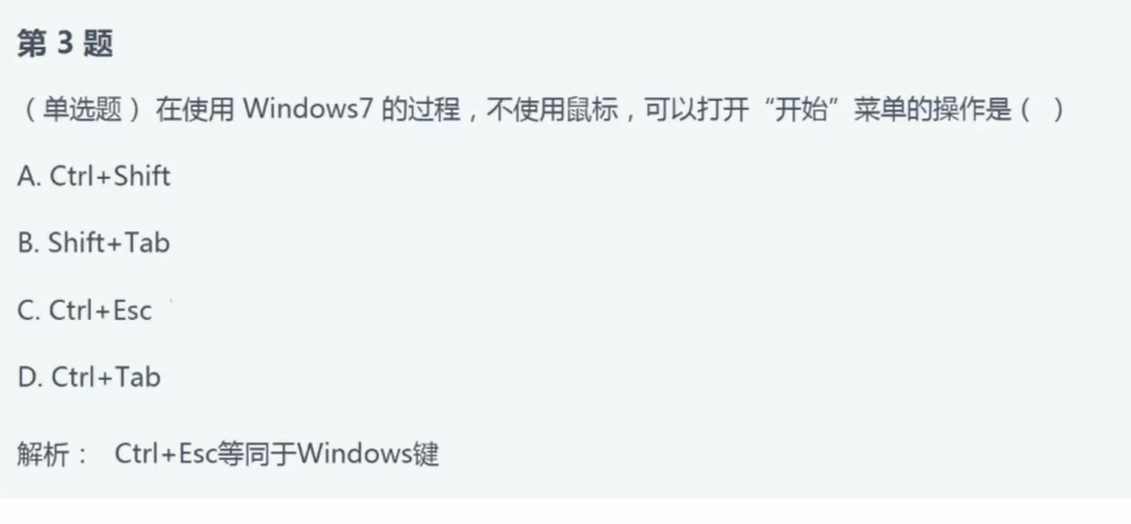 第 3 题
（单选题）在使用 Windows7 的过程，不使用鼠标，可以打开“开始”菜单的操作是（ ）
A. Ctrl+Shift
B. Shift+Tab
C. Ctrl+Esc
D. Ctrl+Tab
解析： Ctrl+Esc等同于Windows键